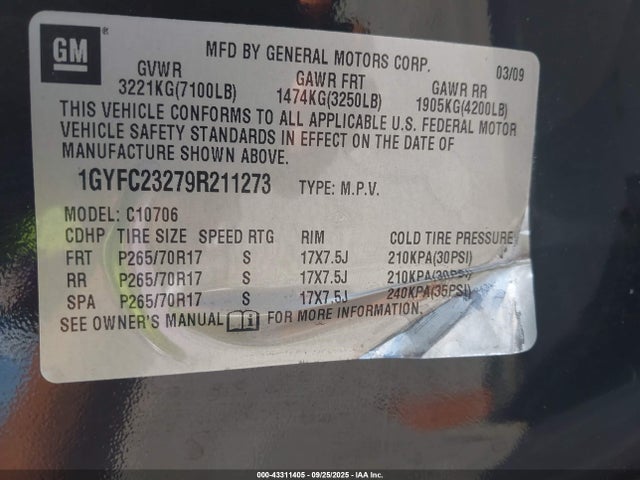 GM
MFD BY GENERAL MOTORS CORP.
03/09
GVWR GAWR FRT GAWR RR
3221KG(7100LB) 1474KG(3250LB) 1905KG(4200LB)
THIS VEHICLE CONFORMS TO ALL APPLICABLE U.S. FEDERAL MOTOR
VEHICLE SAFETY STANDARDS IN EFFECT ON THE DATE OF
MANUFACTURE SHOWN ABOVE.
1GYFC23279R211273 TYPE: M.P.V.
MODEL: C10706
CDHP TIRE SIZE SPEED RTG RIM COLD TIRE PRESSURE
FRT P265/70R17 S 17X7.5J 210KPA(30PSI)
RR P265/70R17 S 17X7.5J 210KPA(30PSI)
SPA P265/70R17 S 17X7.5J 240KPA(35PSI)
SEE OWNER'S MANUAL FOR MORE INFORMATION.
000-43311405 - 09/25/2025 - IAA Inc.